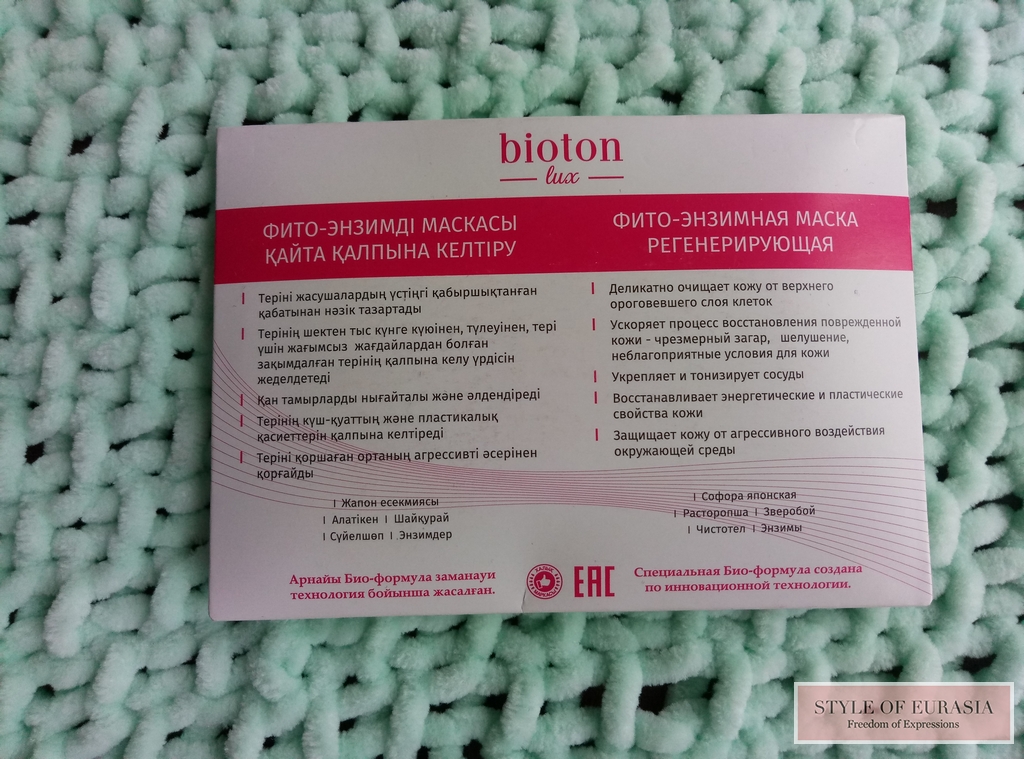 bioton
lux
ФИТО-ЭНЗИМДІ МАСКАСЫ
ҚАЙТА ҚАЛПЫНА КЕЛТІРУ
Теріні жасушалардың үстіңгі қабыршықтанған
қабатынан нәзік тазартады
Терінің шектен тыс күнге күюінен, түлеуінен, тері
үшін жағымсыз жағдайлардан болған
зақымдалған терінің қалпына келу үрдісін
жеделдетеді
Қан тамырларды нығайталы және әлдендіреді
Терінің күш-қуаттың және пластикалық
қасиеттерін қалпына келтіреді
Теріні қоршаған ортаның агрессивті әсерінен
қорғайды
| Жапон есекмиясы
| Алатікен | Шайқурай
| Сүйелшөп | Энзимдер
Арнайы Био-формула заманауи
технология бойынша жасалған.
ФИТО-ЭНЗИМНАЯ МАСКА
РЕГЕНЕРИРУЮЩАЯ
Деликатно очищает кожу от верхнего
ороговевшего слоя клеток
Ускоряет процесс восстановления поврежденной
кожи - чрезмерный загар, шелушение,
неблагоприятные условия для кожи
Укрепляет и тонизирует сосуды
Восстанавливает энергетические и пластические
свойства кожи
Защищает кожу от агрессивного воздействия
окружающей среды
| Софора японская
| Расторопша | Зверобой
| Чистотел | Энзимы
EAC
Специальная Био-формула создана
по инновационной технологии.
STYLE OF EURASIA
Freedom of Expressions